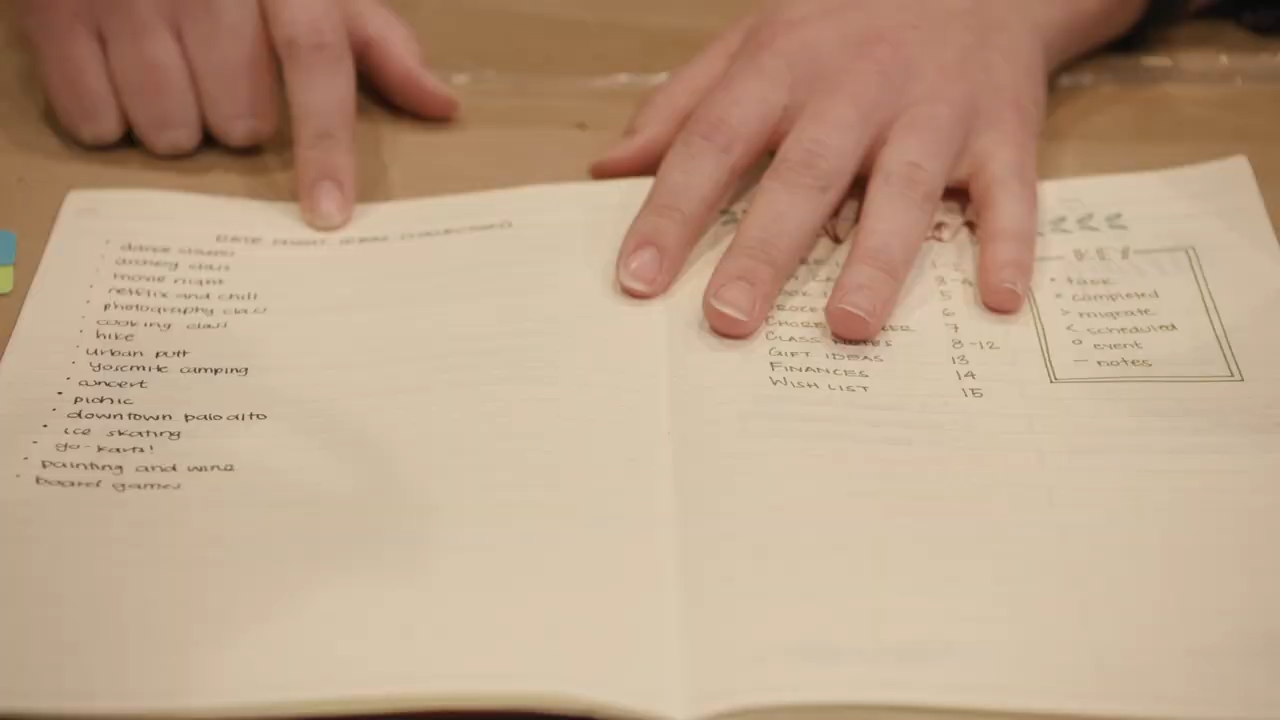 DATE NIGHT IDEAS
dance classes
archery class
movie night
netflix and chill
photography class
cooking class
hike
urban putt
yosemite camping
concert
picnic
downtown palo alto
ice skating
go-karts!
painting and wine
board games
5
6
7
CLASS NOTES 8-12
GIFT IDEAS 13
FINANCES 14
WISH LIST 15
KEY
• task
× completed
> migrate
< scheduled
o event
— notes